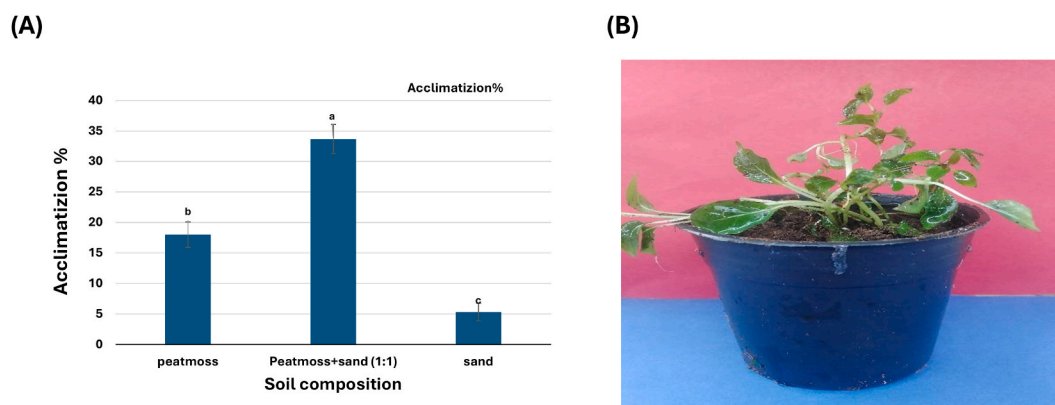 (A)
(B)
Acclimatizion%
40
35
30
25
20
15
10
5
0
Acclimatizion %
b
a
c
peatmoss
Peatmoss+sand (1:1)
sand
Soil composition